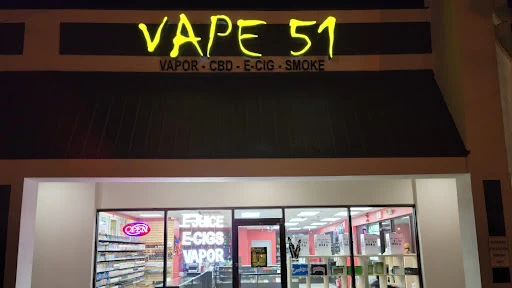 VAPE 51
VAPOR - CBD - E-CIG - SMOKE
OPEN
E-JUICE
E-CIGS
VAPOR
V